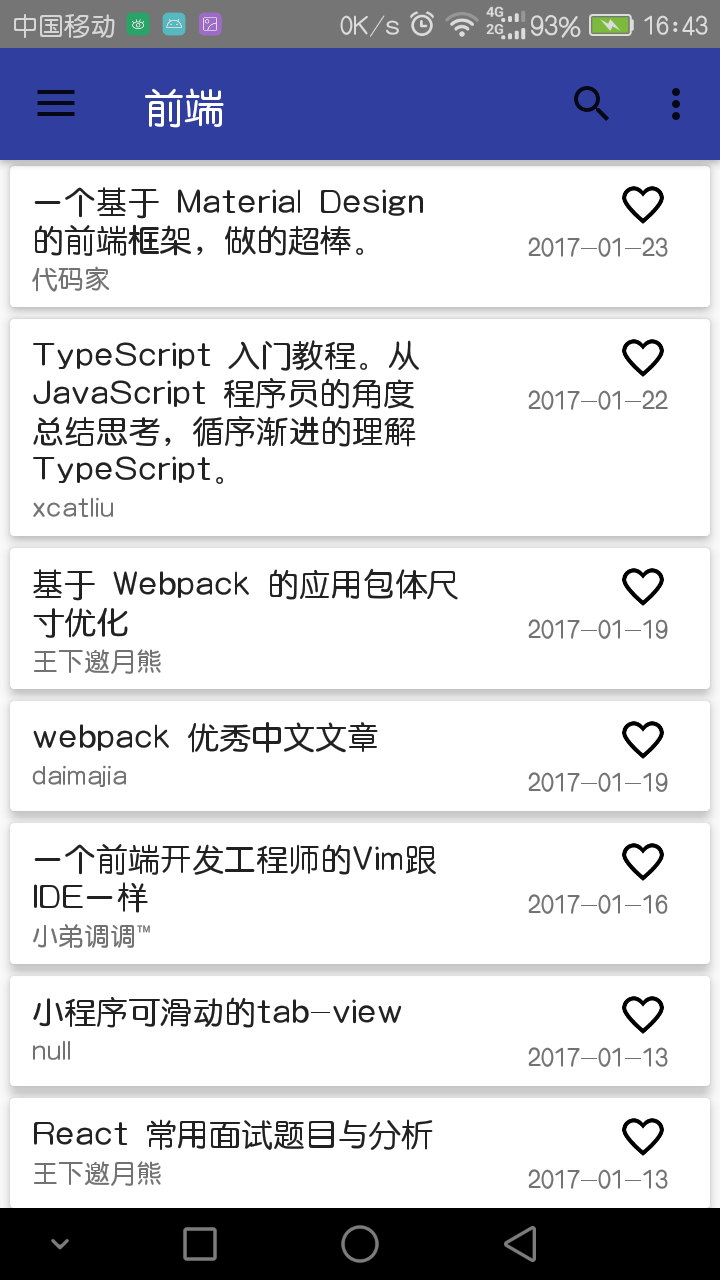 中国移动 0K/s 4G 2G 93% 16:43
前端
一个基于 Material Design
的前端框架，做的超棒。
2017-01-23
代码家
TypeScript 入门教程。从
JavaScript 程序员的角度
2017-01-22
总结思考，循序渐进的理解
TypeScript。
xcatliu
基于 Webpack 的应用包体尺
寸优化
2017-01-19
王下邀月熊
webpack 优秀中文文章
daimajia
2017-01-19
一个前端开发工程师的Vim跟
IDE一样
2017-01-16
小弟调调™
小程序可滑动的tab-view
null
2017-01-13
React 常用面试题目与分析
王下邀月熊
2017-01-13